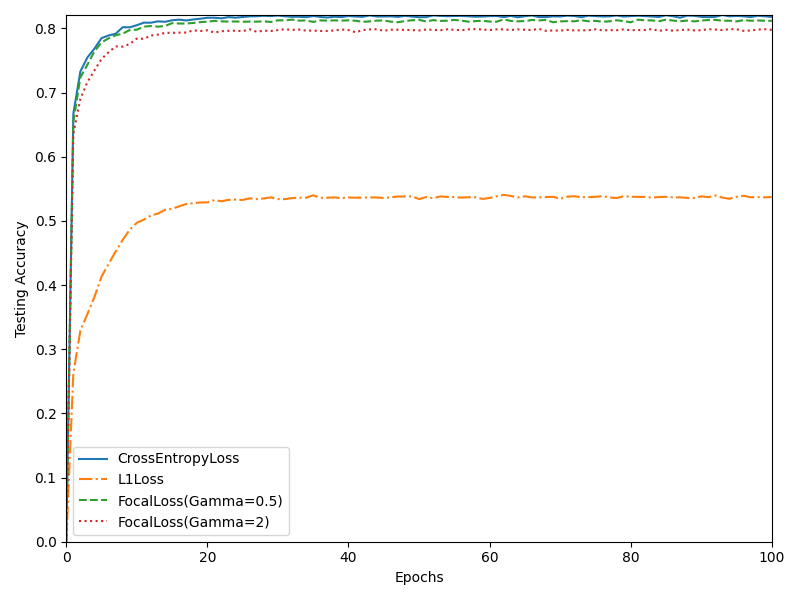 0.8
0.7
0.6
0.5
0.4
0.3
0.2
0.1
0.0
Testing Accuracy
CrossEntropyLoss
L1Loss
FocalLoss(Gamma=0.5)
FocalLoss(Gamma=2)
0 20 40 60 80 100
Epochs